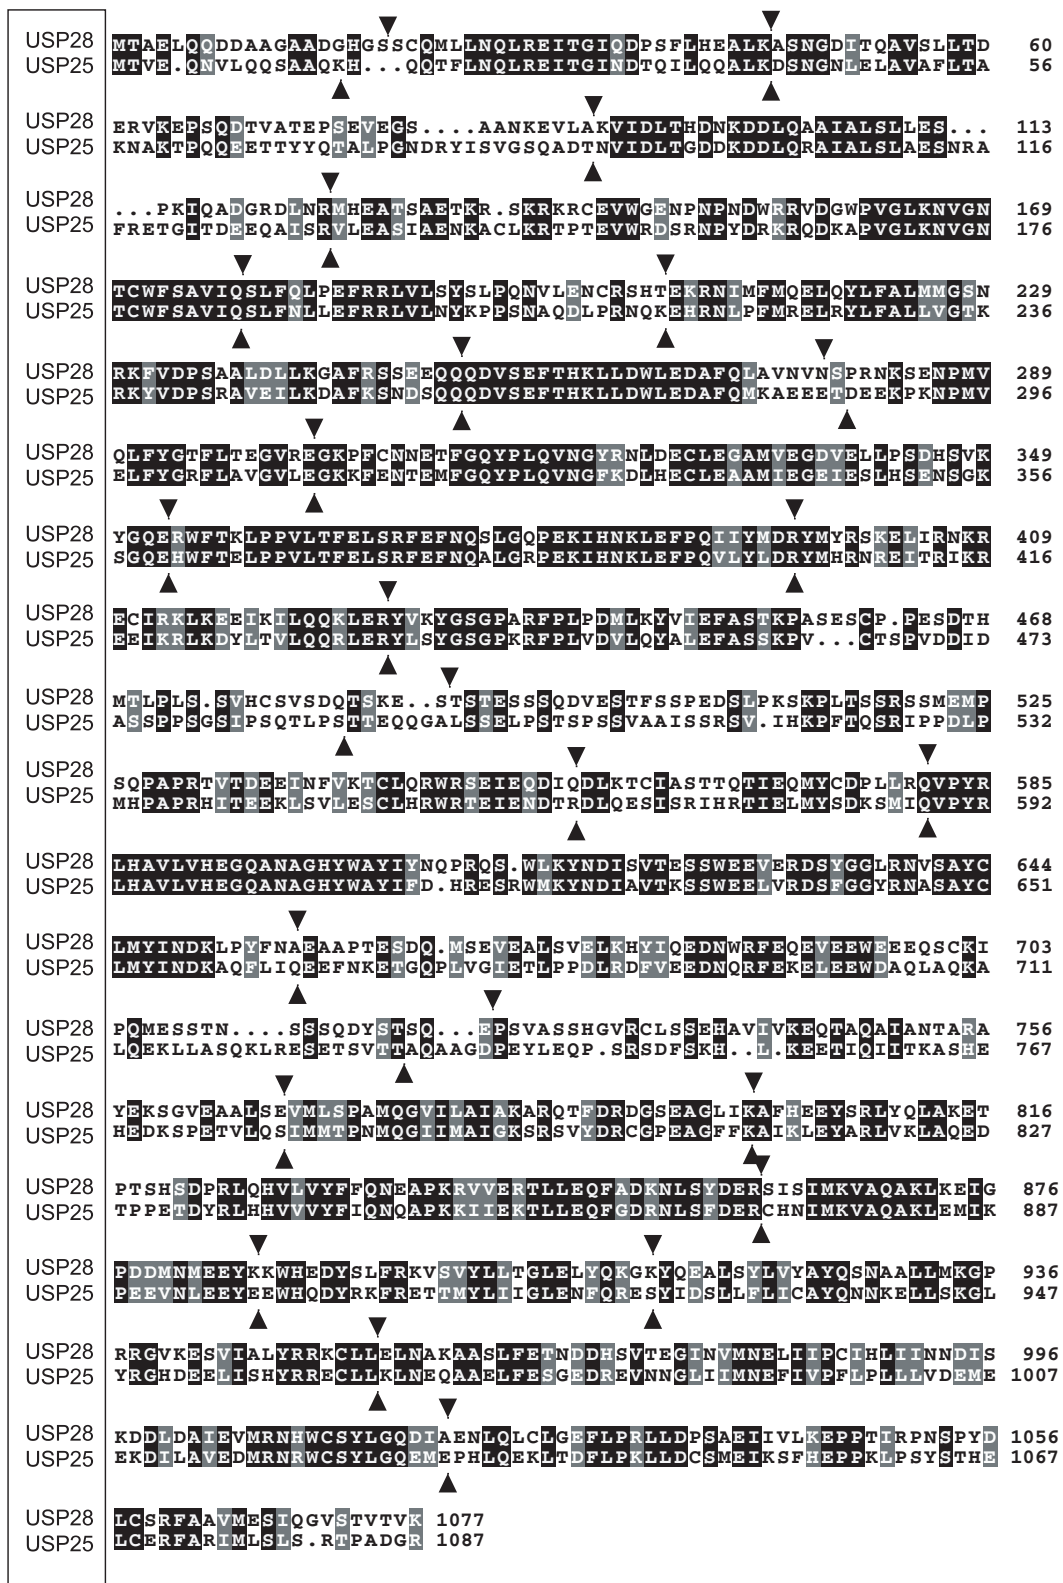 USP28 MTAELQQDDAAGAADGHGSSCQMLLNQLREITGIQDPSFLHEALKASNGDITQAVSLLTD 60
USP25 MTVE.QNVLQQSAAQKH...QQTFLNQLREITGINDTQILQQALKDSNGNLELAVAFLTA 56
USP28 ERVKEPSQDTVATEPSEVEGS....AANKEVLAKVIDLTHDNKDDLQAAIALSLLES... 113
USP25 KNAKTPQQEETTYYQTALPGNDRYISVGSQADTNVIDLTGDDKDDLQRAIALSLAESNRA 116
USP28 ...PKIQADGRDLNRMHEATSAETKR.SKRKRCEVWGENPNPNDWRRVDGWPVGLKNVGN 169
USP25 FRETGITDEEQAISRVLEASIAENKACLKRTPTEVWRDSRNPYDRKRQDKAPVGLKNVGN 176
USP28 TCWFSAVIQSLFQLPEFRRLVLSYSLPQNVLENCRSHTEKRNIMFMQELQYLFALMMGSN 229
USP25 TCWFSAVIQSLFNLLEFRRLVLNYKPPSNAQDLPRNQKEHRNLPFMRELRYLFALLVGTK 236
USP28 RKFVDPSAALDLLKGAFRSSEEQQQDVSEFTHKLLDWLEDAFQLAVNVNSPRNKSENPMV 289
USP25 RKYVDPSRAVEILKDAFKSNDSQQQDVSEFTHKLLDWLEDAFQMKAEEETDEEKPKNPMV 296
USP28 QLFYGTFLTEGVREGKPFCNNETFGQYPLQVNGYRNLDECLEGAMVEGDVELLPSDHSVK 349
USP25 ELFYGRFLAVGVLEGKKFENTEMFGQYPLQVNGFKDLHECLEAAMIEGEIESLHSENSGK 356
USP28 YGQERWFTKLPPVLTFELSRFEFNQSLGQPEKIHNKLEFPQIIYMDRYMYRSKELIRNKR 409
USP25 SGQEHWFTELPPVLTFELSRFEFNQALGRPEKIHNKLEFPQVLYLDRYMHRNREITRIKR 416
USP28 ECIRKLKEEIKILQQKLERYVKYGSGPARFPLPDMLKYVIEFASTKPASESCP.PESDTH 468
USP25 EEIKRLKDYLTVLQQRLERYLSYGSGPKRFPLVDVLQYALEFASSKPV...CTSPVDDID 473
USP28 MTLPLS.SVHCSVSDQTSKE..STSTESSSQDVESTFSSPEDSLPKSKPLTSSRSSMEMP 525
USP25 ASSPPSGSIPSQTLPSTTEQQGALSSELPSTSPSSVAAISSRSV.IHKPFTQSRIPPDLP 532
USP28 SQPAPRTVTDEEINFVKTCLQRWRSEIEQDIQDLKTCIASTTQTIEQMYCDPLLRQVPYR 585
USP25 MHPAPRHITEEKLSVLESCLHRWRTEIENDTRDLQESISRIHRTIELMYSDKSMIQVPYR 592
USP28 LHAVLVHEGQANAGHYWAYIYNQPRQS.WLKYNDISVTESSWEEVERDSYGGLRNVSAYC 644
USP25 LHAVLVHEGQANAGHYWAYIFD.HRESRWMKYNDIAVTKSSWEELVRDSFGGYRNASAYC 651
USP28 LMYINDKLPYFNAEAAPTESDQ.MSEVEALSVELKHYIQEDNWRFEQEVEEWEEEQSCKI 703
USP25 LMYINDKAQFLIQEEFNKETGQPLVGIETLPPDLRDFVEEDNQRFEKELEEWDAQLAQKA 711
USP28 PQMESSTN....SSSQDYSTSQ...EPSVASSHGVRCLSSEHAVIVKEQTAQAIANTARA 756
USP25 LQEKLLASQKLRESETSVTTAQAAGDPEYLEQP.SRSDFSKH..L.KEETIQIITKASHE 767
USP28 YEKSGVEAALSEVMLSPAMQGVILAIAKARQTFDRDGSEAGLIKAFHEEYSRLYQLAKET 816
USP25 HEDKSPETVLQSIMMTPNMQGIIMAIGKSRSVYDRCGPEAGFFKAIKLEYARLVKLAQED 827
USP28 PTSHSDPRLQHVLVYFFQNEAPKRVVERTLLEQFADKNLSYDERSISIMKVAQAKLKEIG 876
USP25 TPPETDYRLHHVVVYFIQNQAPKKIIEKTLLEQFGDRNLSFDERCHNIMKVAQAKLEMIK 887
USP28 PDDMNMEEYKKWHEDYSLFRKVSVYLLTGLELYQKGKYQEALSYLVYAYQSNAALLMKGP 936
USP25 PEEVNLEEYEEWHQDYRKFRETTMYLIIGLENFQRESYIDSLLFLICAYQNNKELLSKGL 947
USP28 RRGVKESVIALYRRKCLLELNAKAASLFETNDDHSVTEGINVMNELIIPCIHLIINNDIS 996
USP25 YRGHDEELISHYRRECLLKLNEQAAELFESGEDREVNNGLIIMNEFIVPFLPLLLVDEME 1007
USP28 KDDLDAIEVMRNHWCSYLGQDIAENLQLCLGEFLPRLLDPSAEIIVLKEPPTIRPNSPYD 1056
USP25 EKDILAVEDMRNRWCSYLGQEMEPHLQEKLTDFLPKLLDCSMEIKSFHEPPKLPSYSTHE 1067
USP28 LCSRFAAVMESIQGVSTVTVK 1077
USP25 LCERFARIMLSLS.RTPADGR 1087